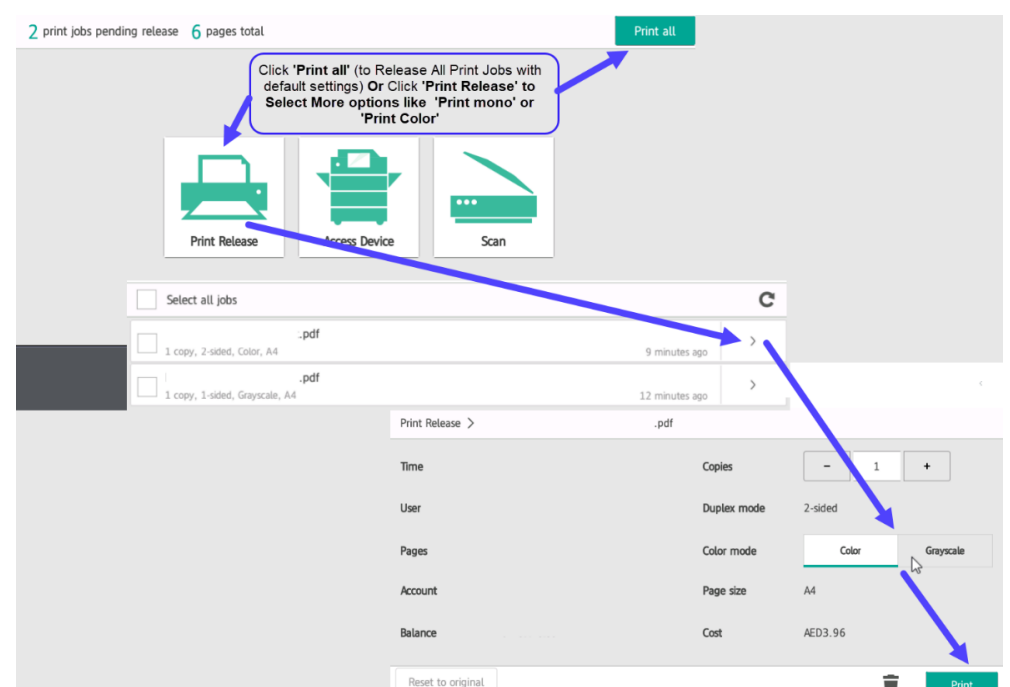 2 print jobs pending release 6 pages total
Print all
Click 'Print all' (to Release All Print Jobs with
default settings) Or Click 'Print Release' to
Select More options like 'Print mono' or
'Print Color'
Print Release
Access Device
Scan
Select all jobs
.pdf
1 copy, 2-sided, Color, A4
9 minutes ago
.pdf
1 copy, 1-sided, Grayscale, A4
12 minutes ago
Print Release > .pdf
Time
Copies
- 1 +
User
Duplex mode
2-sided
Pages
Color mode
Color
Grayscale
Account
Page size
A4
Balance
Cost
AED3.96
Reset to original
Print